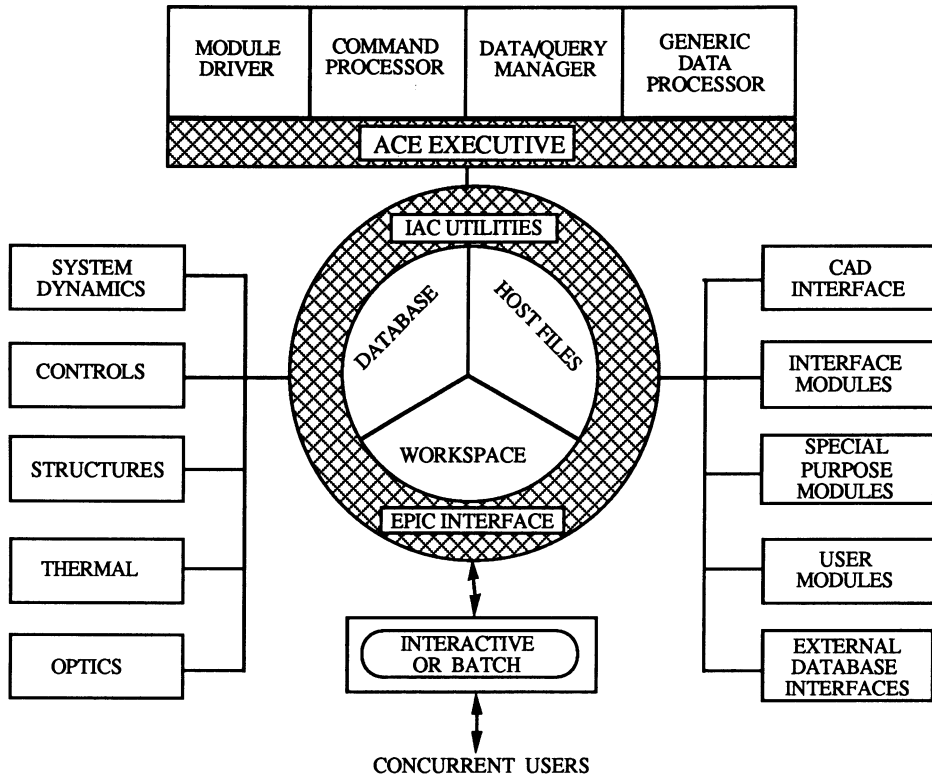 MODULE
DRIVER
COMMAND
PROCESSOR
DATA/QUERY
MANAGER
GENERIC
DATA
PROCESSOR
ACE EXECUTIVE
IAC UTILITIES
DATABASE
HOST FILES
WORKSPACE
EPIC INTERFACE
SYSTEM
DYNAMICS
CONTROLS
STRUCTURES
THERMAL
OPTICS
CAD
INTERFACE
INTERFACE
MODULES
SPECIAL
PURPOSE
MODULES
USER
MODULES
EXTERNAL
DATABASE
INTERFACES
INTERACTIVE
OR BATCH
CONCURRENT USERS